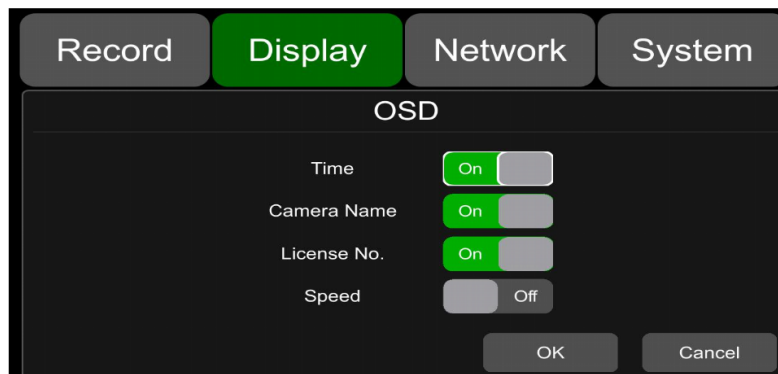 Record Display Network System
OSD
Time On
Camera Name On
License No. On
Speed Off
OK Cancel